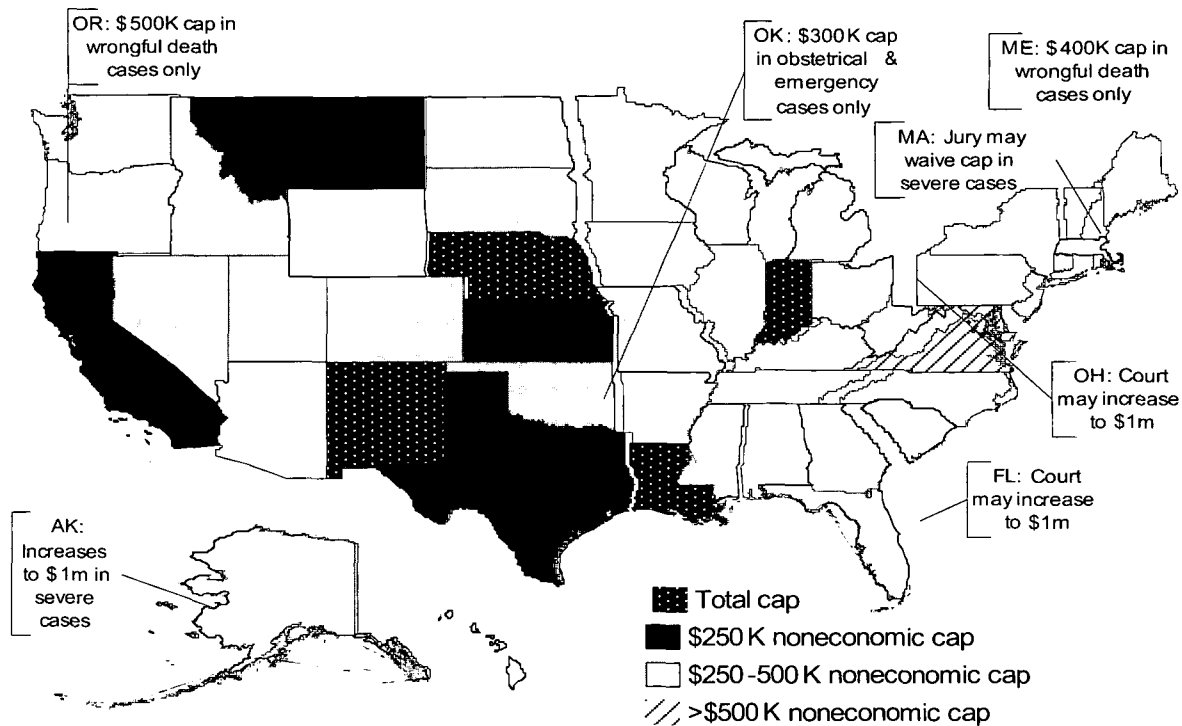 OR: $500K cap in
wrongful death
cases only
OK: $300K cap
in obstetrical &
emergency
cases only
ME: $400K cap in
wrongful death
cases only
MA: Jury may
waive cap in
severe cases
OH: Court
may increase
to $1m
FL: Court
may increase
to $1m
AK:
Increases
to $1m in
severe
cases
Total cap
$250K noneconomic cap
$250-500K noneconomic cap
>$500K noneconomic cap